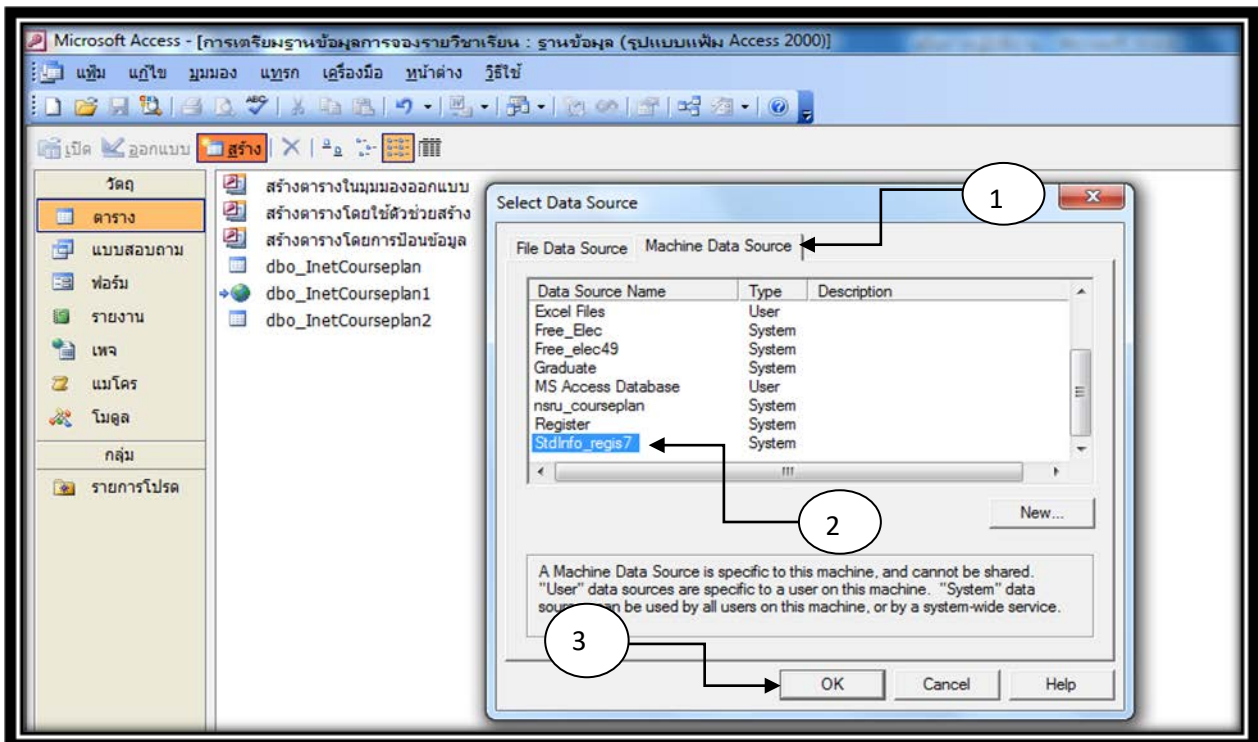 Microsoft Access - [การเตรียมฐานข้อมูลการจองรายวิชาเรียน : ฐานข้อมูล (รูปแบบแฟ้ม Access 2000)]
แฟ้ม แก้ไข มุมมอง แทรก เครื่องมือ หน้าต่าง วิธีใช้
เปิด ออกแบบ สร้าง
วัตถุ
ตาราง
แบบสอบถาม
ฟอร์ม
รายงาน
เพจ
แมโคร
โมดูล
กลุ่ม
รายการโปรด
สร้างตารางในมุมมองออกแบบ
สร้างตารางโดยใช้ตัวช่วยสร้าง
สร้างตารางโดยการป้อนข้อมูล
dbo_InetCourseplan
dbo_InetCourseplan1
dbo_InetCourseplan2
Select Data Source
1
File Data Source Machine Data Source
Data Source Name Type Description
Excel Files User
Free_Elec System
Free_elec49 System
Graduate System
MS Access Database User
nsru_courseplan System
Register System
StdInfo_regis7 System
2
New...
A Machine Data Source is specific to this machine, and cannot be shared.
"User" data sources are specific to a user on this machine. "System" data
can be used by all users on this machine, or by a system-wide service.
3
OK Cancel Help